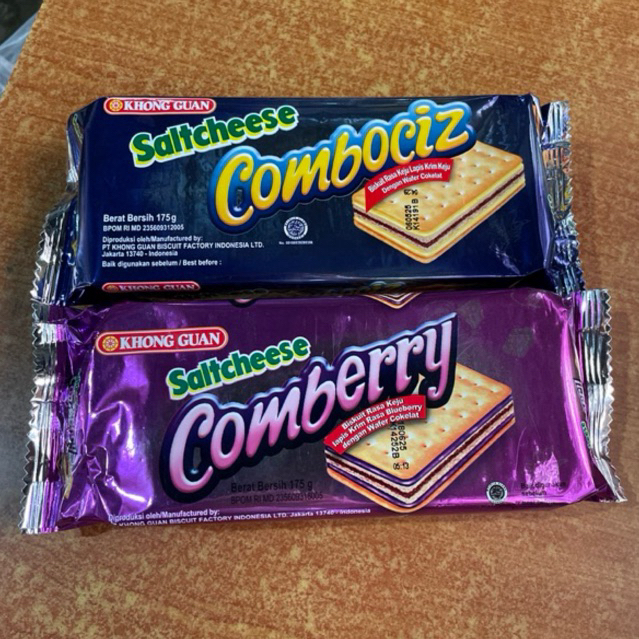 KHONG GUAN
Saltcheese
Combociz
Biskuit Rasa Keju Lapis Krim Keju
Dengan Wafer Cokelat
Berat Bersih 175g
BPOM RI MD 235609312005
Diproduksi oleh/Manufactured by:
PT KHONG GUAN BISCUIT FACTORY INDONESIA LTD.
Jakarta 13740 - Indonesia
Baik digunakan sebelum / Best before :
KHONG GUAN
Saltcheese
Comberry
Biskuit Rasa Keju
lapis Krim Rasa Blueberry
dengan Wafer Cokelat
Berat Bersih 175 g
BPOM RI MD
Diproduksi oleh/Manufactured by:
KHONG GUAN BISCUIT FACTORY INDONESIA LTD. Jakarta 13740 - Indonesia